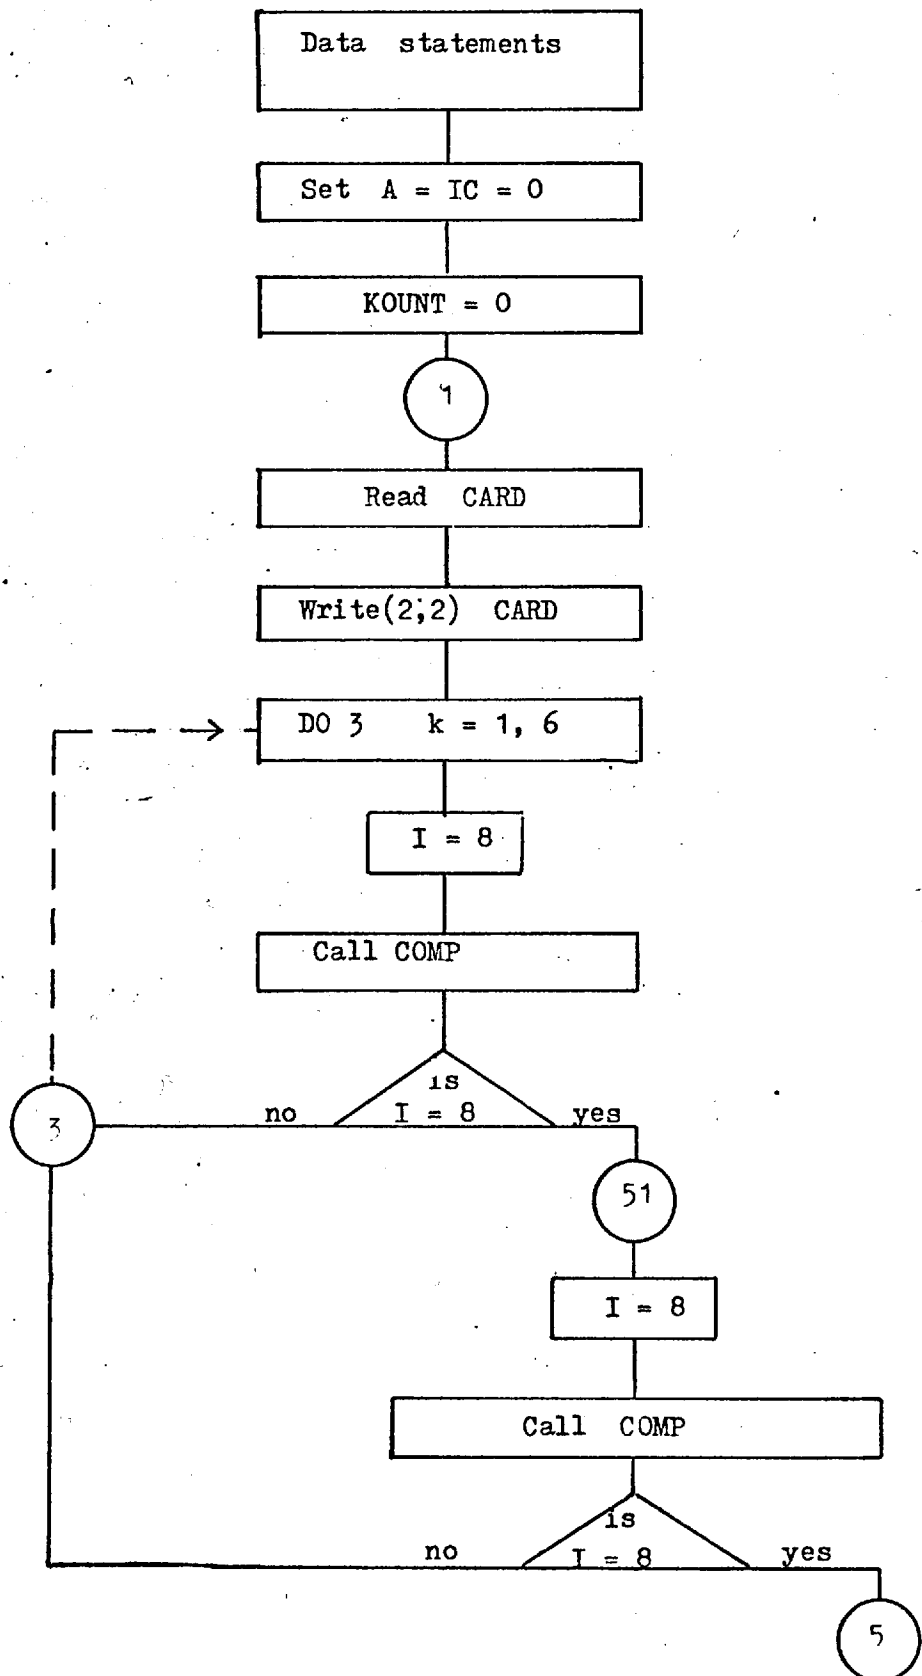 Data statements
Set A = IC = 0
KOUNT = 0
1
Read CARD
Write(2,2) CARD
DO 3 k = 1, 6
I = 8
Call COMP
is
no I = 8 yes
3
51
I = 8
Call COMP
is
no I = 8 yes
5